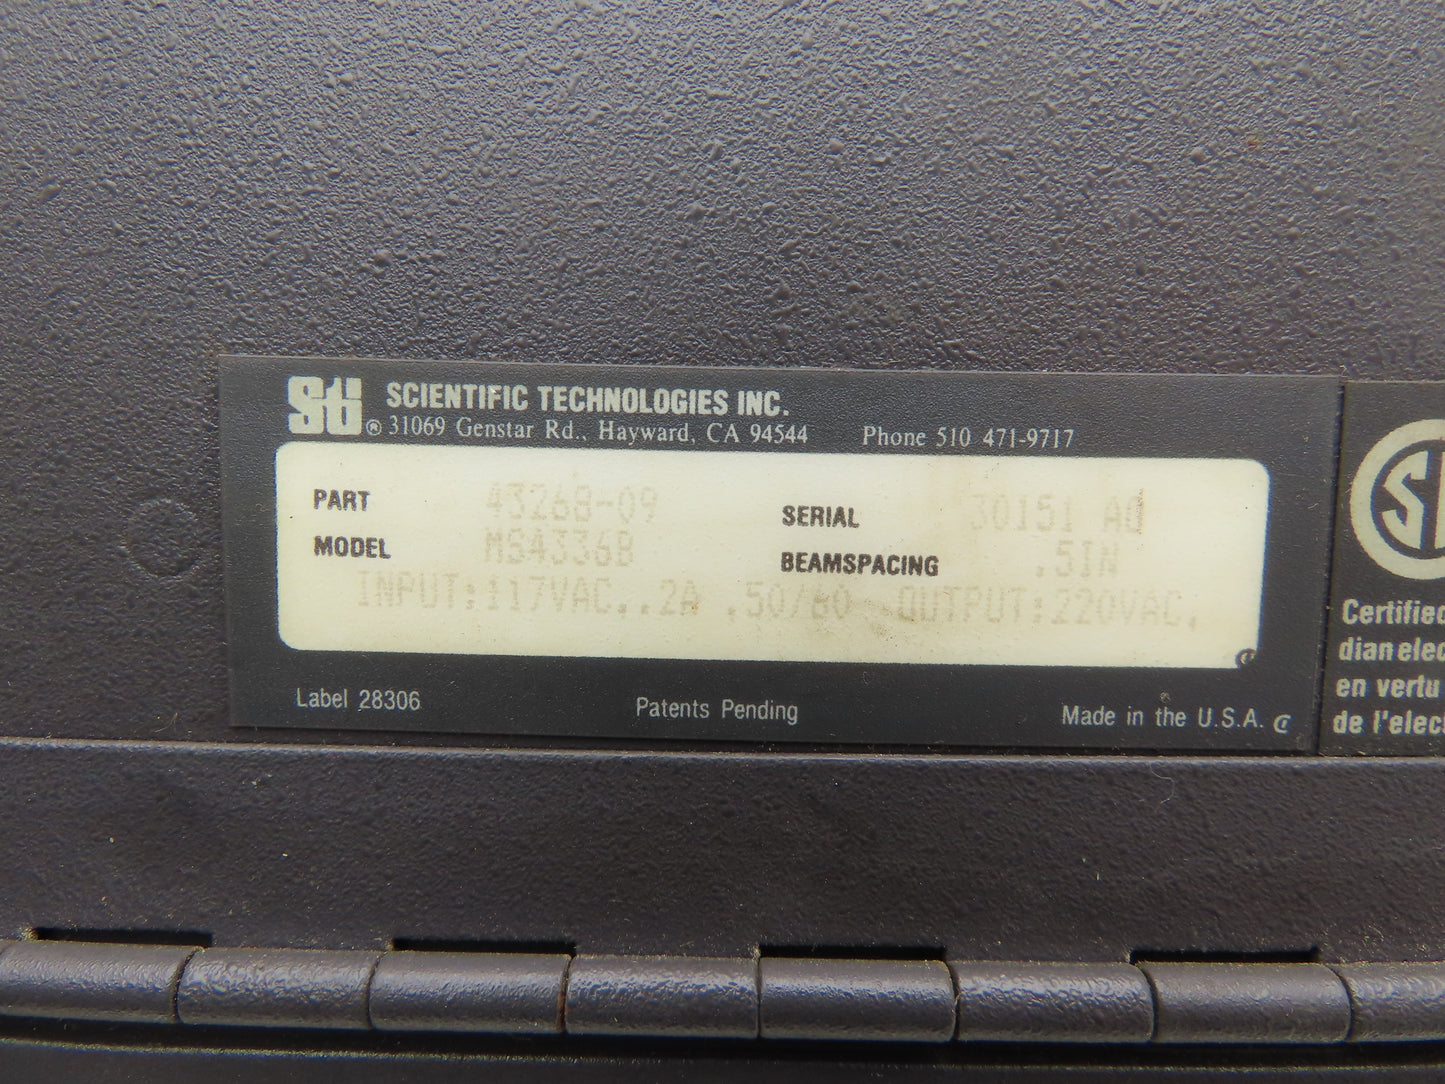 Sti SCIENTIFIC TECHNOLOGIES INC.
® 31069 Genstar Rd., Hayward, CA 94544 Phone 510 471-9717
PART 43268-09 SERIAL 30151 AD
MODEL MS4336B BEAMSPACING .5IN
INPUT:117VAC,.2A .50/60 OUTPUT:220VAC,
Label 28306 Patents Pending Made in the U.S.A.
Certified
dian elec
en vertu
de l'elec